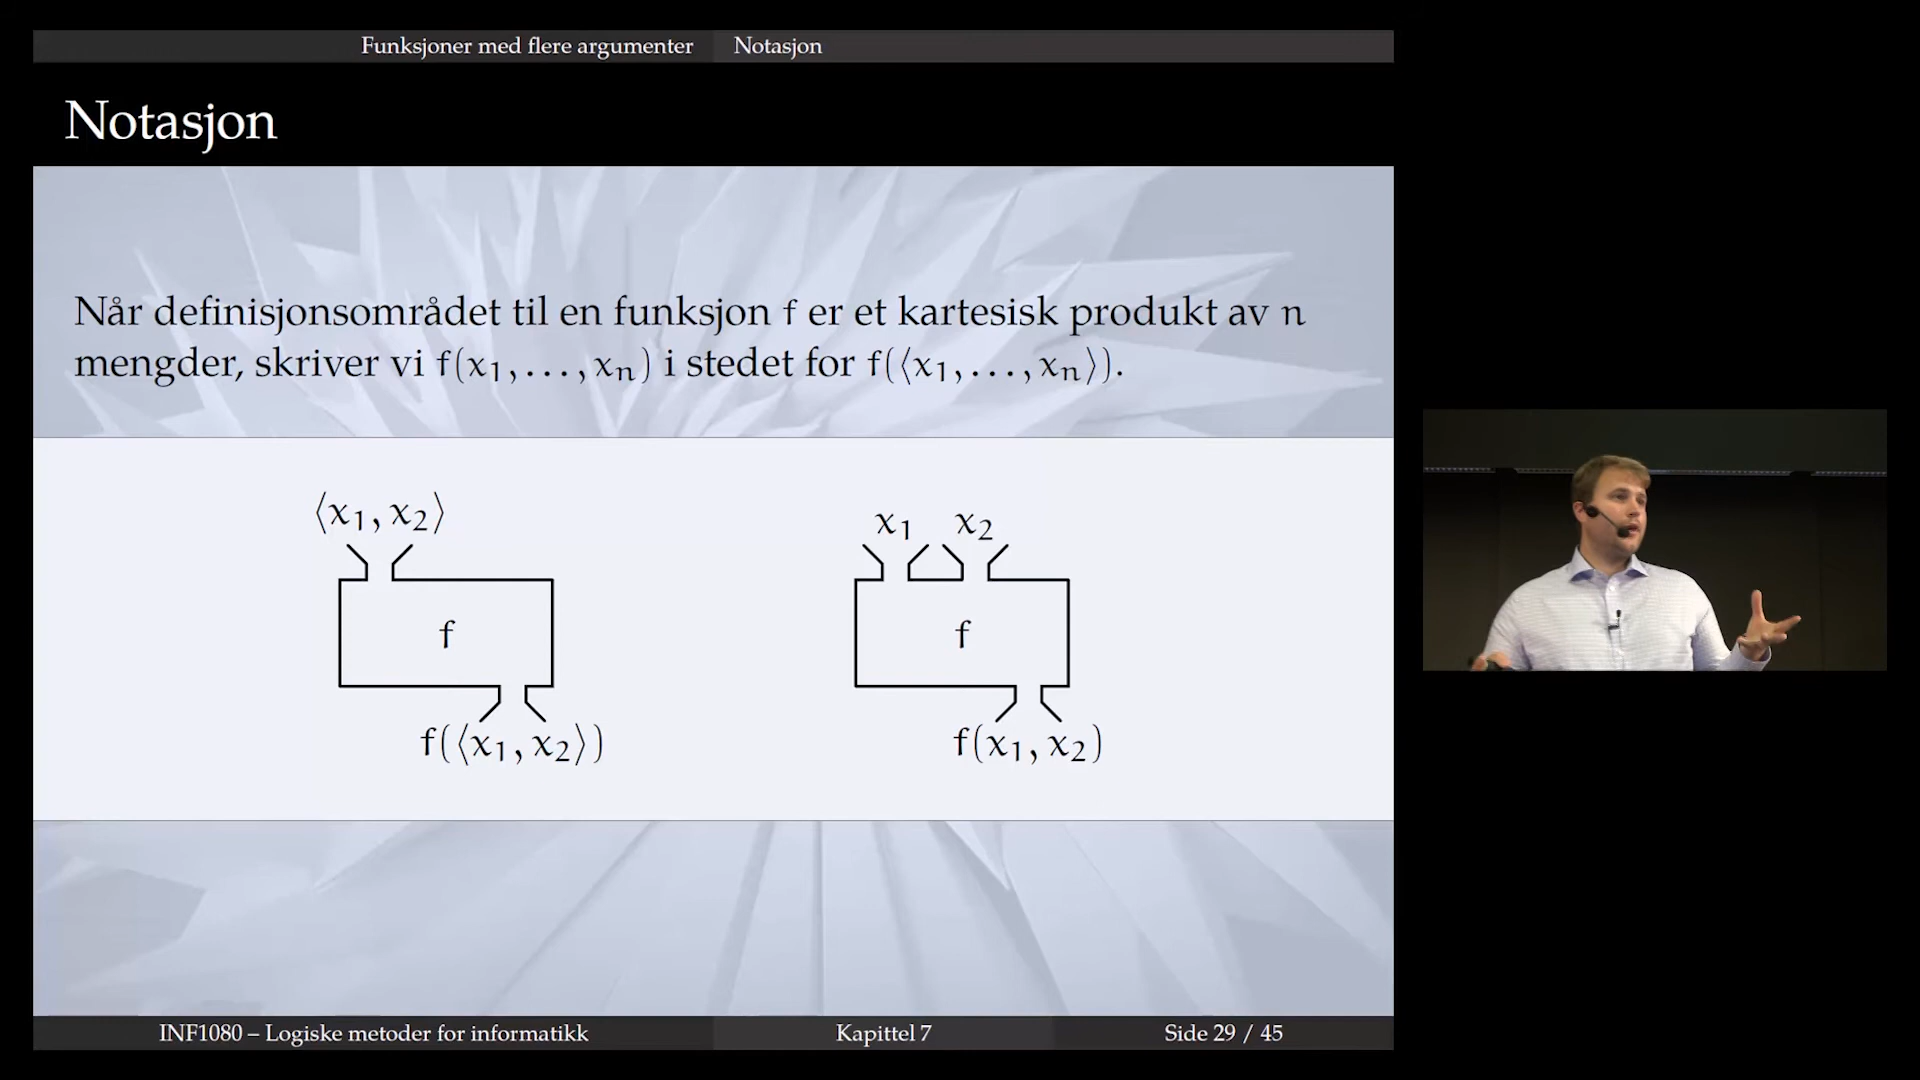 Funksjoner med flere argumenter Notasjon
Notasjon
Når definisjonsområdet til en funksjon f er et kartesisk produkt av n
mengder, skriver vi f(x₁, . . . , xₙ) i stedet for f(⟨x₁, . . . , xₙ⟩).
⟨x₁, x₂⟩
f
f(⟨x₁, x₂⟩)
x₁ x₂
f
f(x₁, x₂)
INF1080 – Logiske metoder for informatikk Kapittel 7 Side 29 / 45